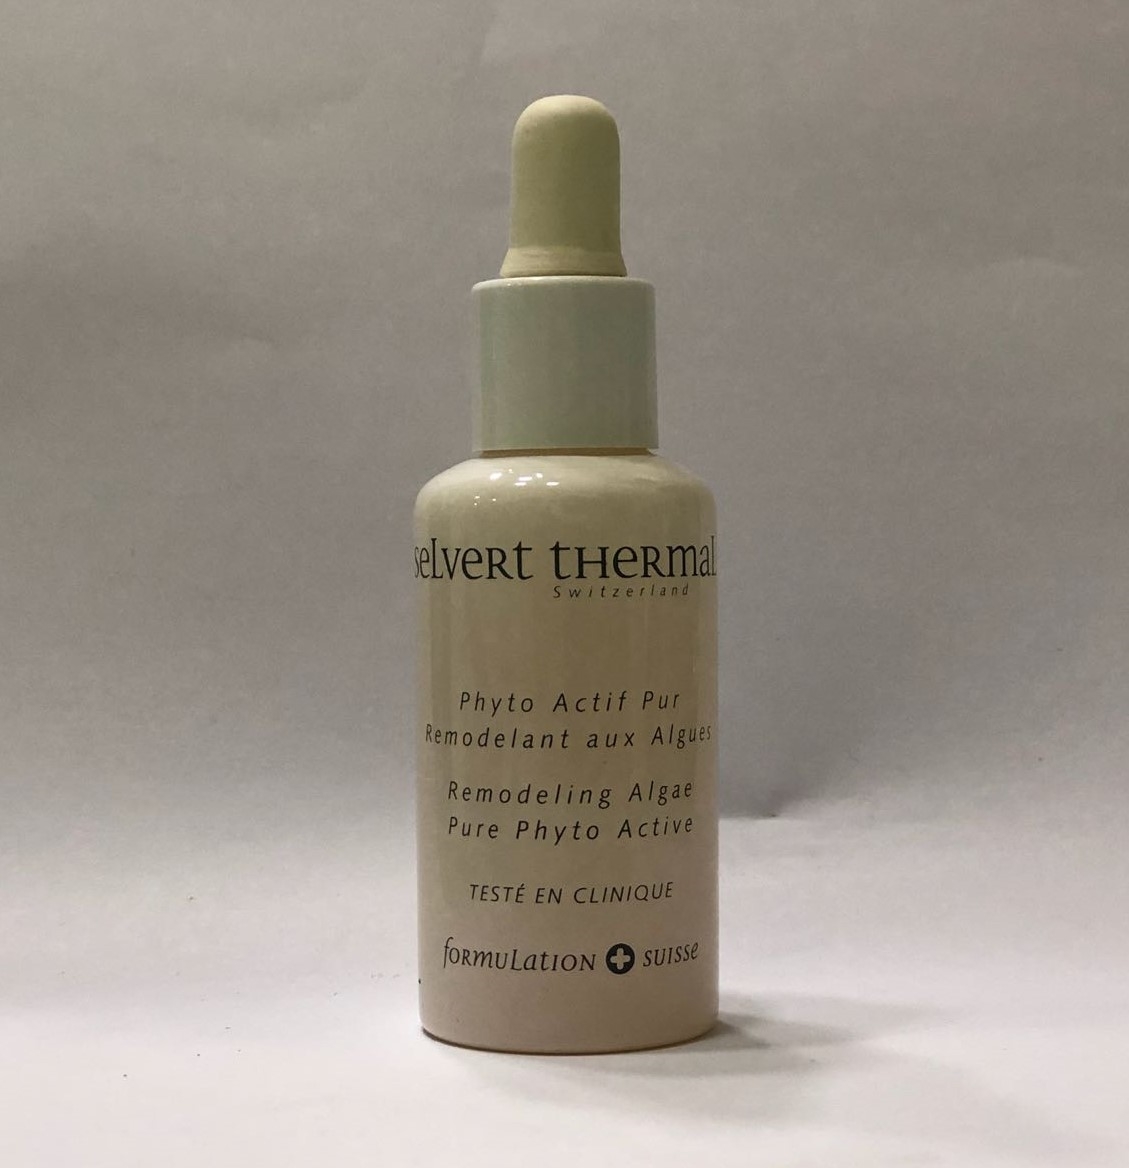 selvert thermal
Switzerland
Phyto Actif Pur
Remodelant aux Algues
Remodeling Algae
Pure Phyto Active
TESTÉ EN CLINIQUE
formulation suisse